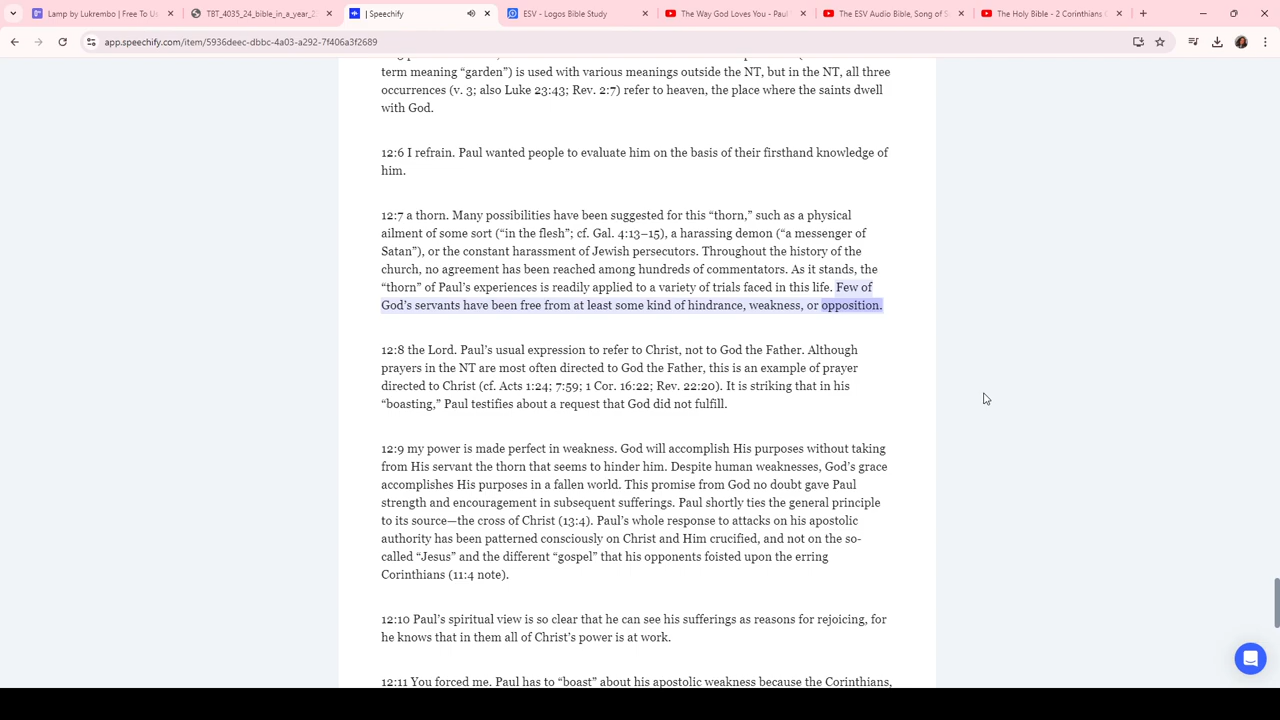 Lamp by Lukrembo | Free To Us
TBT_4035_24_bible_in_a_year_2
| Speechify
ESV - Logos Bible Study
The Way God Loves You - Paul
The ESV Audio Bible, Song of S
The Holy Bible - 2 Corinthians
app.speechify.com/item/5936deec-dbbc-4a03-a292-7f406a3f2689
term meaning “garden”) is used with various meanings outside the NT, but in the NT, all three
occurrences (v. 3; also Luke 23:43; Rev. 2:7) refer to heaven, the place where the saints dwell
with God.
12:6 I refrain. Paul wanted people to evaluate him on the basis of their firsthand knowledge of
him.
12:7 a thorn. Many possibilities have been suggested for this “thorn,” such as a physical
ailment of some sort (“in the flesh”; cf. Gal. 4:13–15), a harassing demon (“a messenger of
Satan”), or the constant harassment of Jewish persecutors. Throughout the history of the
church, no agreement has been reached among hundreds of commentators. As it stands, the
“thorn” of Paul’s experiences is readily applied to a variety of trials faced in this life. Few of
God’s servants have been free from at least some kind of hindrance, weakness, or opposition.
12:8 the Lord. Paul’s usual expression to refer to Christ, not to God the Father. Although
prayers in the NT are most often directed to God the Father, this is an example of prayer
directed to Christ (cf. Acts 1:24; 7:59; 1 Cor. 16:22; Rev. 22:20). It is striking that in his
“boasting,” Paul testifies about a request that God did not fulfill.
12:9 my power is made perfect in weakness. God will accomplish His purposes without taking
from His servant the thorn that seems to hinder him. Despite human weaknesses, God’s grace
accomplishes His purposes in a fallen world. This promise from God no doubt gave Paul
strength and encouragement in subsequent sufferings. Paul shortly ties the general principle
to its source—the cross of Christ (13:4). Paul’s whole response to attacks on his apostolic
authority has been patterned consciously on Christ and Him crucified, and not on the so-
called “Jesus” and the different “gospel” that his opponents foisted upon the erring
Corinthians (11:4 note).
12:10 Paul’s spiritual view is so clear that he can see his sufferings as reasons for rejoicing, for
he knows that in them all of Christ’s power is at work.
12:11 You forced me. Paul has to “boast” about his apostolic weakness because the Corinthians,